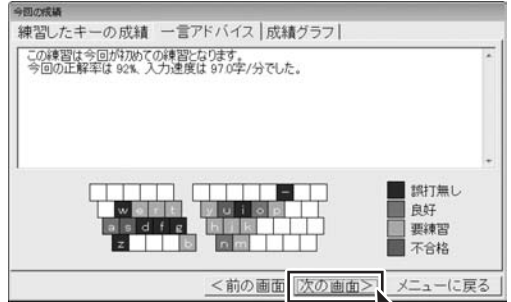 今回の成績
練習したキーの成績 一言アドバイス 成績グラフ
この練習は今回が初めての練習となります。
今回の正解率は 92%、入力速度は 97.0字/分でした。
－
w e r t y u i o p
a s d f g h j k
z b n m
誤打無し
良好
要練習
不合格
<前の画面 次の画面> メニューに戻る